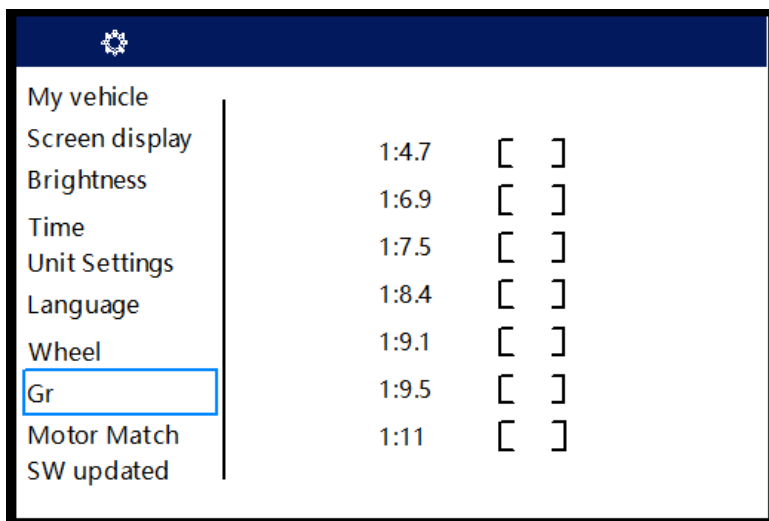 My vehicle
Screen display
Brightness
Time
Unit Settings
Language
Wheel
Gr
Motor Match
SW updated
1:4.7 [ ]
1:6.9 [ ]
1:7.5 [ ]
1:8.4 [ ]
1:9.1 [ ]
1:9.5 [ ]
1:11 [ ]